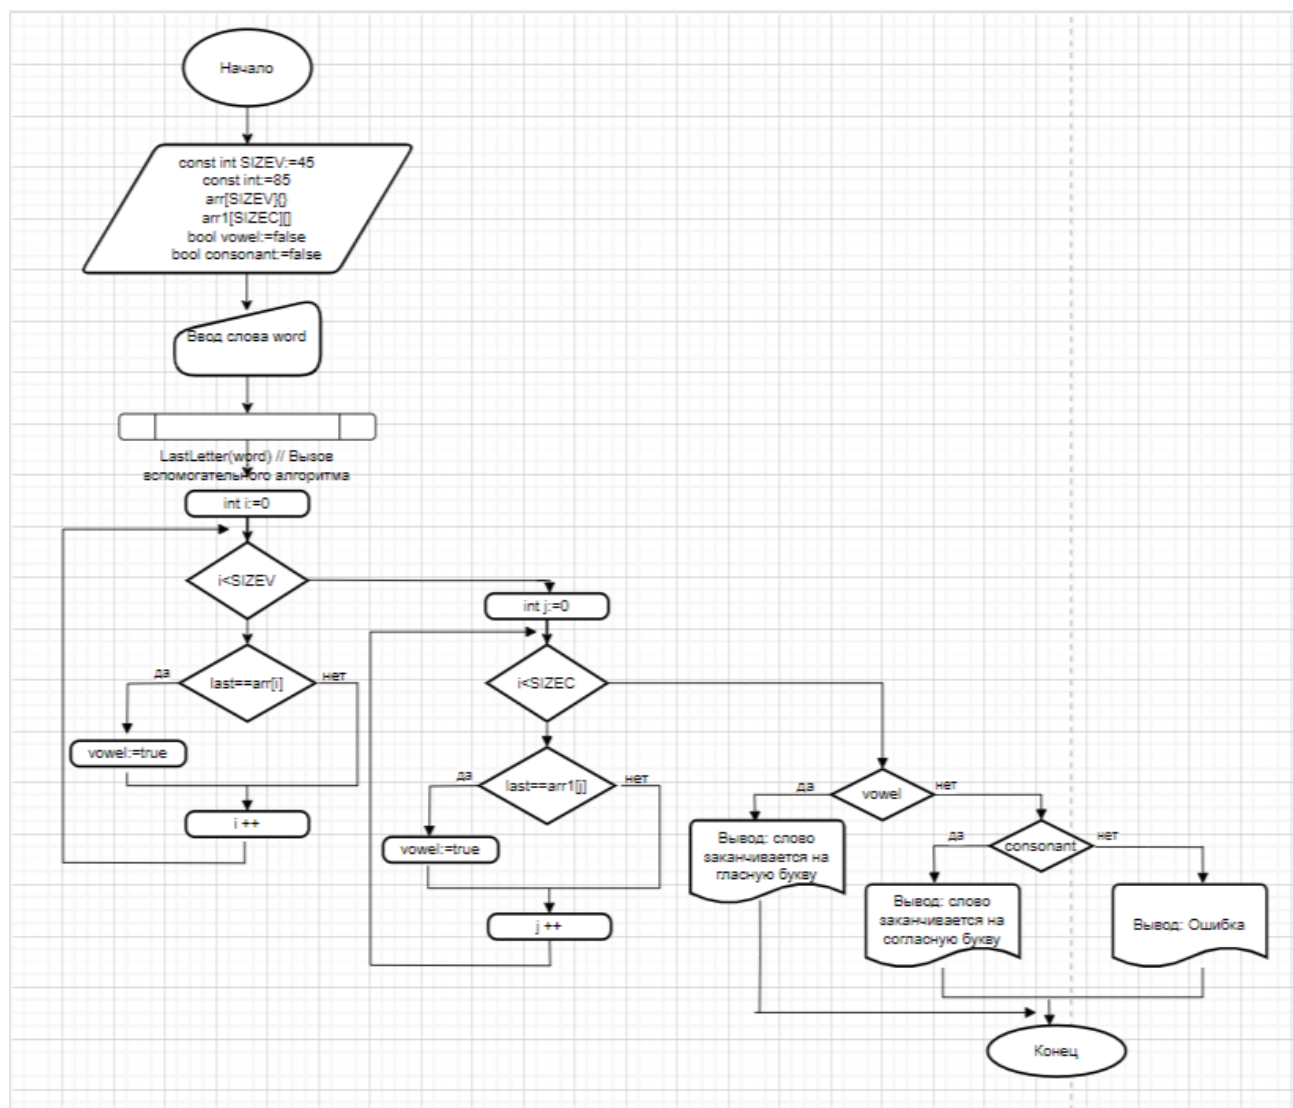 Начало
const int SIZEV:=45
const int:=85
arr[SIZEV]{}
arr1[SIZEC][]
bool vowel:=false
bool consonant:=false
Ввод слова word
LastLetter(word) // Вызов
вспомогательного алгоритма
int i:=0
i<SIZEV
int j:=0
да
last==arr[i]
нет
i<SIZEC
vowel:=true
да
last==arr1[j]
нет
да
vowel
нет
i ++
vowel:=true
Вывод: слово
заканчивается на
гласную букву
да
consonant
нет
j ++
Вывод: слово
заканчивается на
согласную букву
Вывод: Ошибка
Конец